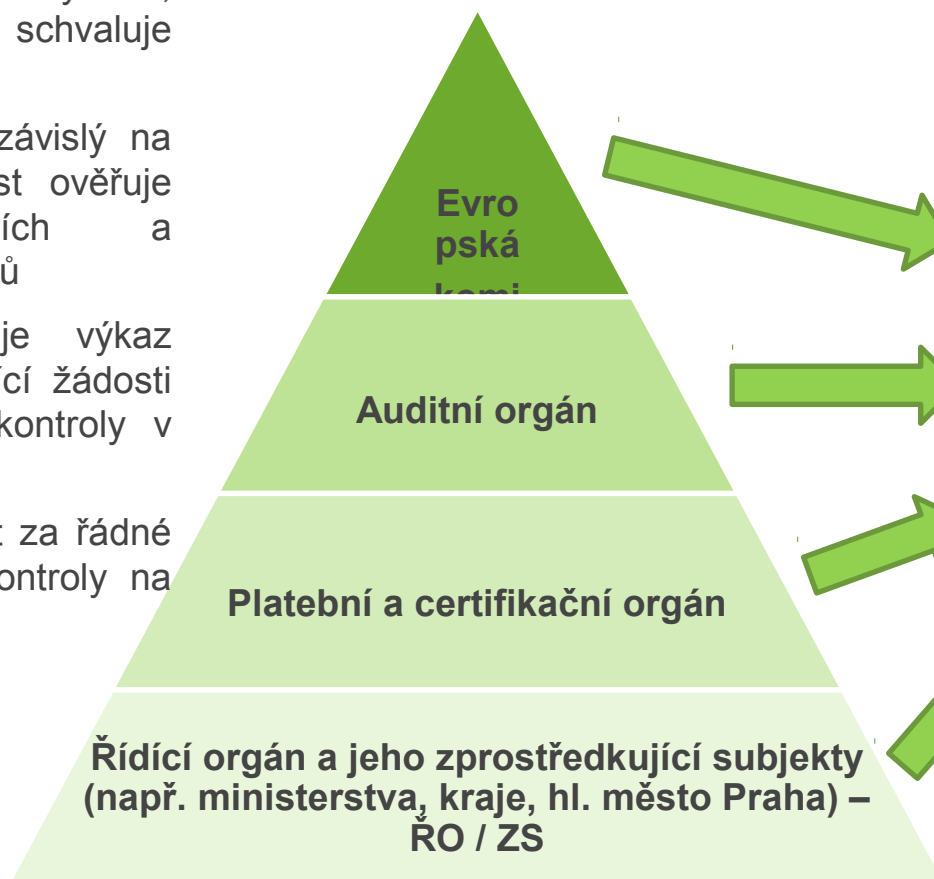 schvaluje
závislý na
st ověřuje
ích a
ů
je výkaz
cí žádosti
kontroly v
za řádné
ontroly na
Evro
pská
komi
Auditní orgán
Platební a certifikační orgán
Řídící orgán a jeho zprostředkující subjekty
(např. ministerstva, kraje, hl. město Praha) –
ŘO / ZS